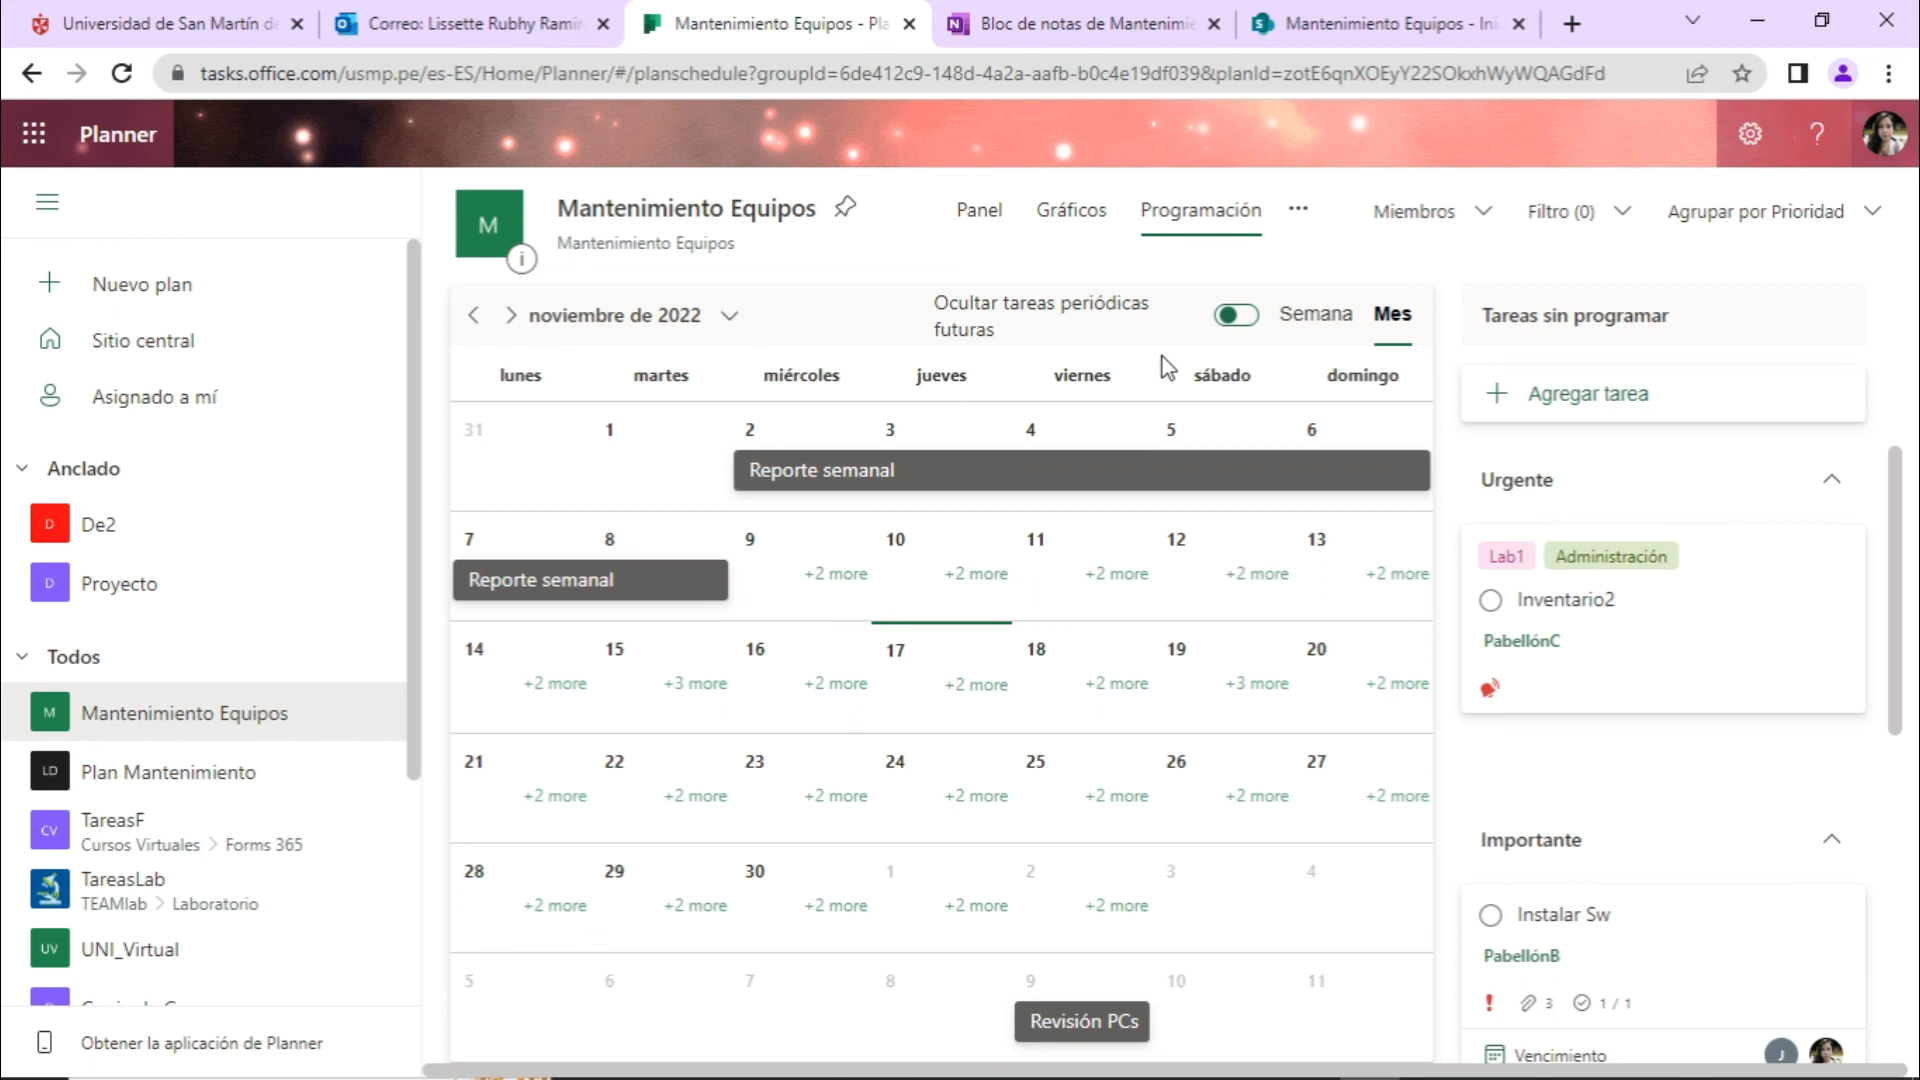 Universidad de San Martín de
Correo: Lissette Rubhy Ramir
Mantenimiento Equipos - Pla
Bloc de notas de Mantenimie
Mantenimiento Equipos - Ini
tasks.office.com/usmp.pe/es-ES/Home/Planner/#/planschedule?groupId=6de412c9-148d-4a2a-aafb-b0c4e19df039&planId=zotE6qnXOEyY22SOkxhWyWQAGdFd
Planner
?
M
i
Mantenimiento Equipos
Mantenimiento Equipos
Panel
Gráficos
Programación
Miembros
Filtro (0)
Agrupar por Prioridad
Nuevo plan
Sitio central
Asignado a mí
Anclado
D De2
D Proyecto
Todos
M Mantenimiento Equipos
LD Plan Mantenimiento
CV TareasF
Cursos Virtuales > Forms 365
TareasLab
TEAMlab > Laboratorio
UV UNI_Virtual
Obtener la aplicación de Planner
noviembre de 2022
Ocultar tareas periódicas
futuras
Semana
Mes
lunes martes miércoles jueves viernes sábado domingo
31 1 2 3 4 5 6
Reporte semanal
7 8 9 10 11 12 13
Reporte semanal
+2 more +2 more +2 more +2 more +2 more
14 15 16 17 18 19 20
+2 more +3 more +2 more +2 more +2 more +3 more +2 more
21 22 23 24 25 26 27
+2 more +2 more +2 more +2 more +2 more +2 more +2 more
28 29 30 1 2 3 4
+2 more +2 more +2 more +2 more +2 more
5 6 7 8 9 10 11
Revisión PCs
Tareas sin programar
Agregar tarea
Urgente
Lab1 Administración
Inventario2
PabellónC
Importante
Instalar Sw
PabellónB
3 1 / 1
Vencimiento
J